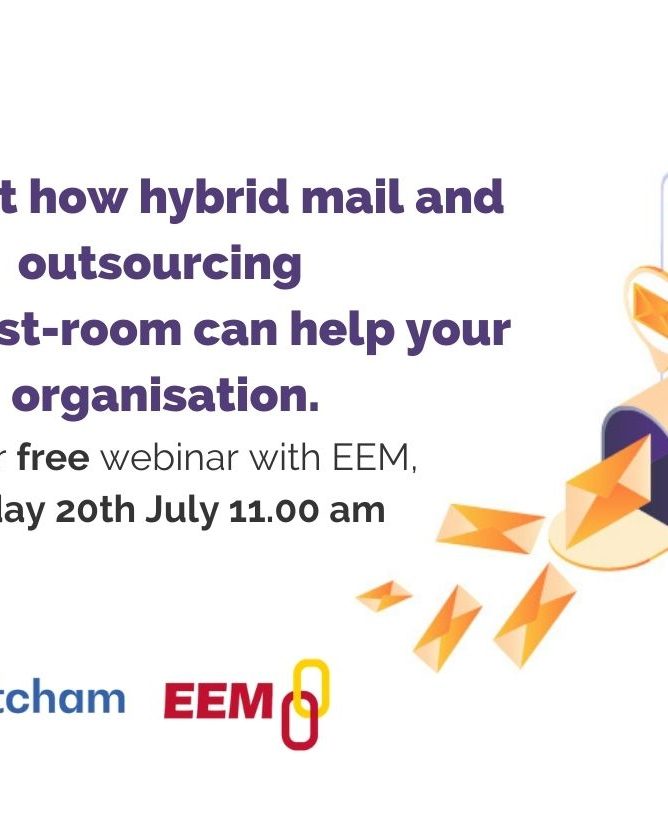 t how hybrid mail and
outsourcing
st-room can help your
organisation.
r free webinar with EEM,
day 20th July 11.00 am
tcham EEM